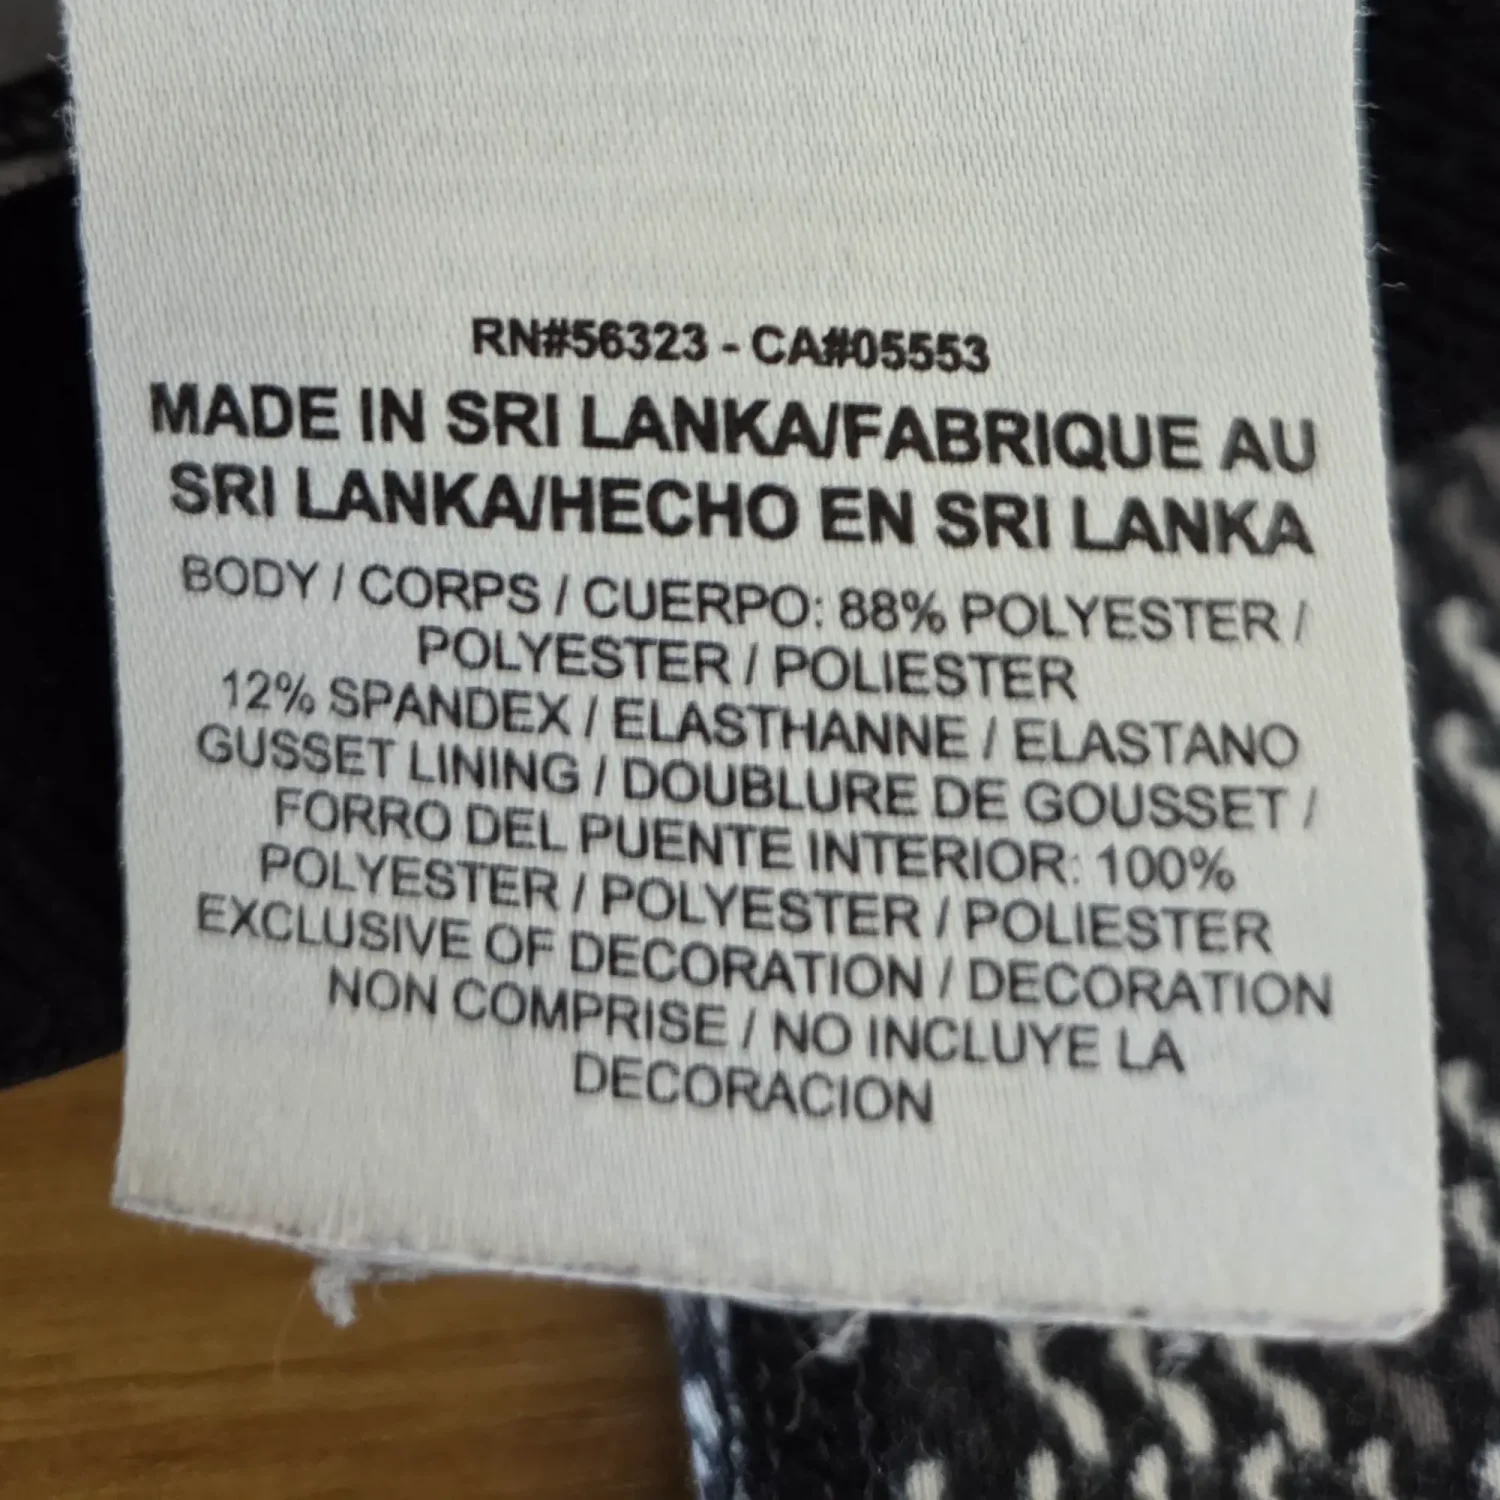 RN#56323 - CA#05553
MADE IN SRI LANKA/FABRIQUE AU
SRI LANKA/HECHO EN SRI LANKA
BODY / CORPS / CUERPO: 88% POLYESTER /
POLYESTER / POLIESTER
12% SPANDEX / ELASTHANNE / ELASTANO
GUSSET LINING / DOUBLURE DE GOUSSET /
FORRO DEL PUENTE INTERIOR: 100%
POLYESTER / POLYESTER / POLIESTER
EXCLUSIVE OF DECORATION / DECORATION
NON COMPRISE / NO INCLUYE LA
DECORACION